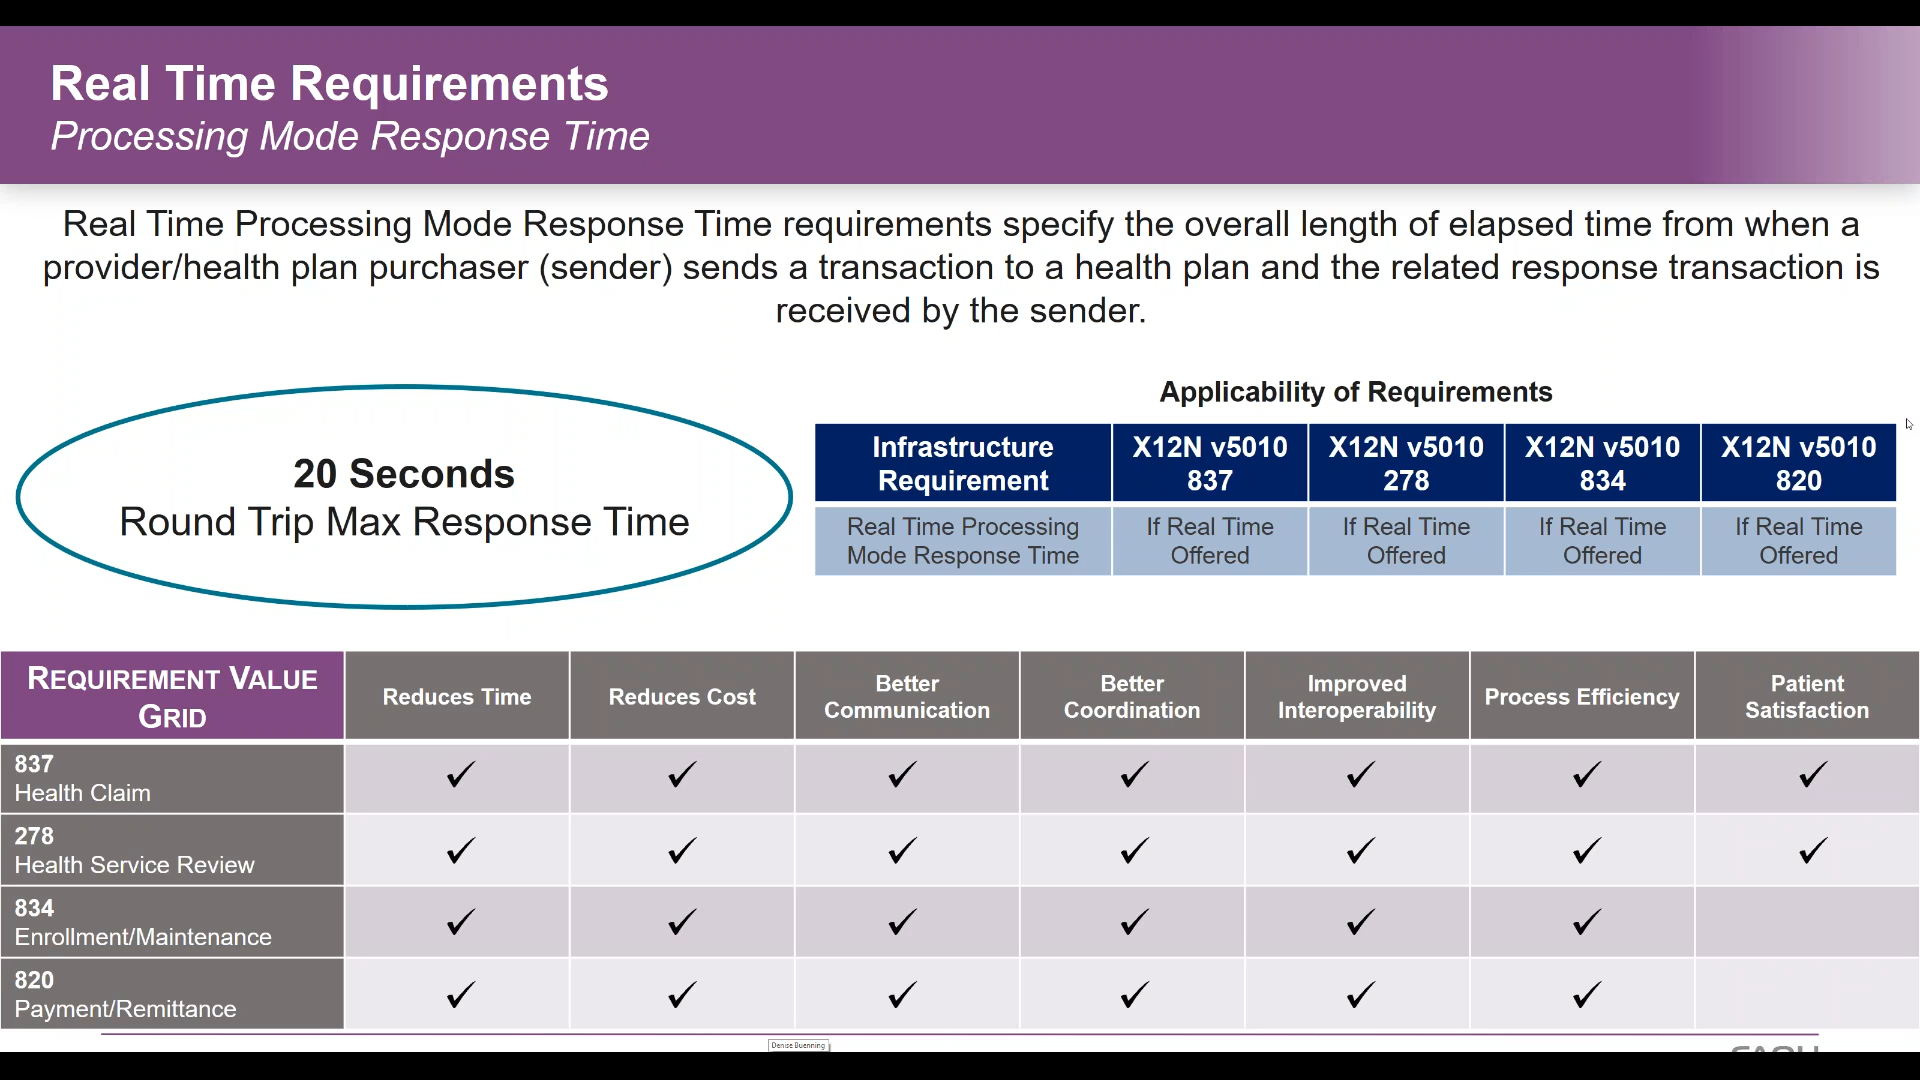 Real Time Requirements
Processing Mode Response Time
Real Time Processing Mode Response Time requirements specify the overall length of elapsed time from when a
provider/health plan purchaser (sender) sends a transaction to a health plan and the related response transaction is
received by the sender.
20 Seconds
Round Trip Max Response Time
Applicability of Requirements
Infrastructure Requirement
X12N v5010 837
X12N v5010 278
X12N v5010 834
X12N v5010 820
Real Time Processing Mode Response Time
If Real Time Offered
If Real Time Offered
If Real Time Offered
If Real Time Offered
REQUIREMENT VALUE
GRID
Reduces Time
Reduces Cost
Better Communication
Better Coordination
Improved Interoperability
Process Efficiency
Patient Satisfaction
837
Health Claim
✓ ✓ ✓ ✓ ✓ ✓ ✓
278
Health Service Review
✓ ✓ ✓ ✓ ✓ ✓ ✓
834
Enrollment/Maintenance
✓ ✓ ✓ ✓ ✓ ✓
820
Payment/Remittance
✓ ✓ ✓ ✓ ✓ ✓
Denise Buenning